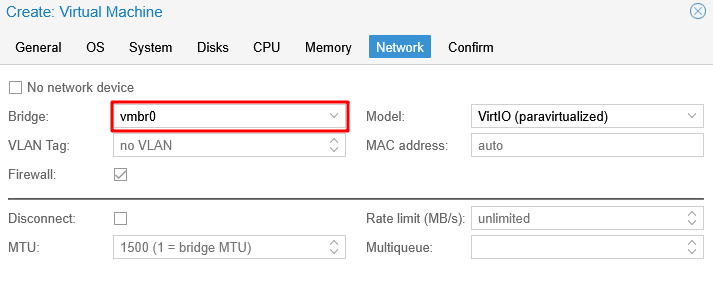 Create: Virtual Machine
General OS System Disks CPU Memory Network Confirm
No network device
Bridge: vmbr0 Model: VirtIO (paravirtualized)
VLAN Tag: no VLAN MAC address: auto
Firewall:
Disconnect: Rate limit (MB/s): unlimited
MTU: 1500 (1 = bridge MTU) Multiqueue: